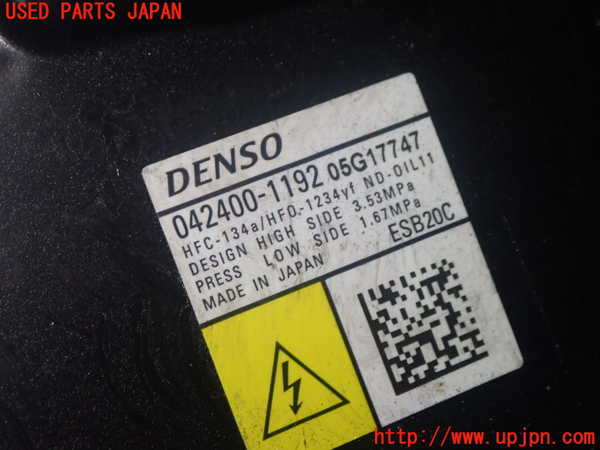 USED PARTS JAPAN
DENSO
042400-1192 05G17747
HFC-134a/HFO-1234yf ND-OIL11
DESIGN HIGH SIDE 3.53MPa
PRESS LOW SIDE 1.67MPa
MADE IN JAPAN ESB20C
http://www.upjpn.com/